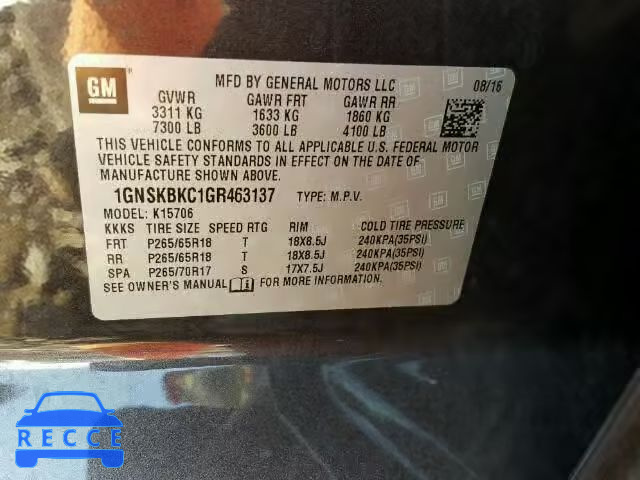 GM
MFD BY GENERAL MOTORS LLC 08/16
GVWR GAWR FRT GAWR RR
3311 KG 1633 KG 1860 KG
7300 LB 3600 LB 4100 LB
THIS VEHICLE CONFORMS TO ALL APPLICABLE U.S. FEDERAL MOTOR
VEHICLE SAFETY STANDARDS IN EFFECT ON THE DATE OF
MANUFACTURE SHOWN ABOVE.
1GNSKBKC1GR463137 TYPE: M.P.V.
MODEL: K15706
KKKS TIRE SIZE SPEED RTG RIM COLD TIRE PRESSURE
FRT P265/65R18 T 18X8.5J 240KPA(35PSI)
RR P265/65R18 T 18X8.5J 240KPA(35PSI)
SPA P265/70R17 S 17X7.5J 240KPA(35PSI)
SEE OWNER'S MANUAL FOR MORE INFORMATION.
RECCE